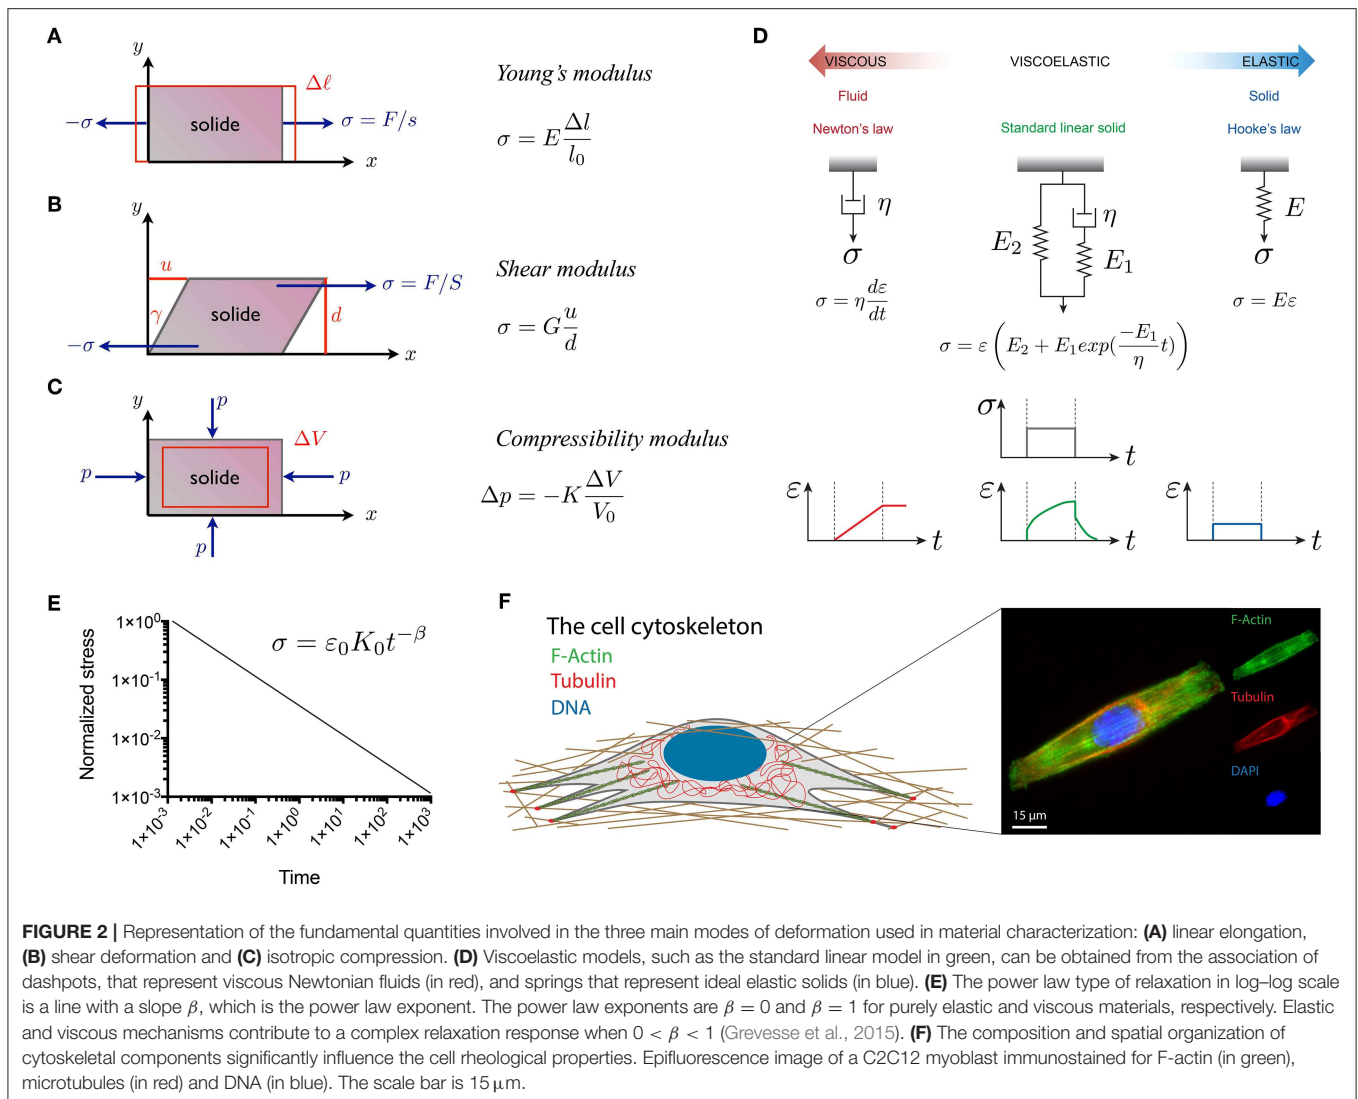 A
y
Δℓ
−σ
solide
σ = F/s
x
Young's modulus
σ = E Δl / l₀
B
y
u
σ = F/S
γ
solide
d
−σ
x
Shear modulus
σ = G u / d
C
y
p
ΔV
p
solide
p
x
p
Compressibility modulus
Δp = −K ΔV / V₀
D
VISCOUS
VISCOELASTIC
ELASTIC
Fluid
Solid
Newton's law
Standard linear solid
Hooke's law
η
σ
σ = η dε / dt
E₂
η
E₁
σ = ε ( E₂ + E₁ exp( −E₁ / η t) )
E
σ
σ = Eε
σ
t
ε
t
ε
t
ε
t
E
Normalized stress
1×10⁰
1×10⁻¹
1×10⁻²
1×10⁻³
σ = ε₀K₀t^−β
1×10⁻³
1×10⁻²
1×10⁻¹
1×10⁰
1×10¹
1×10²
1×10³
Time
F
The cell cytoskeleton
F-Actin
Tubulin
DNA
F-Actin
Tubulin
DAPI
15 µm
FIGURE 2 | Representation of the fundamental quantities involved in the three main modes of deformation used in material characterization: (A) linear elongation,
(B) shear deformation and (C) isotropic compression. (D) Viscoelastic models, such as the standard linear model in green, can be obtained from the association of
dashpots, that represent viscous Newtonian fluids (in red), and springs that represent ideal elastic solids (in blue). (E) The power law type of relaxation in log–log scale
is a line with a slope β, which is the power law exponent. The power law exponents are β = 0 and β = 1 for purely elastic and viscous materials, respectively. Elastic
and viscous mechanisms contribute to a complex relaxation response when 0 < β < 1 (Grevesse et al., 2015). (F) The composition and spatial organization of
cytoskeletal components significantly influence the cell rheological properties. Epifluorescence image of a C2C12 myoblast immunostained for F-actin (in green),
microtubules (in red) and DNA (in blue). The scale bar is 15 µm.